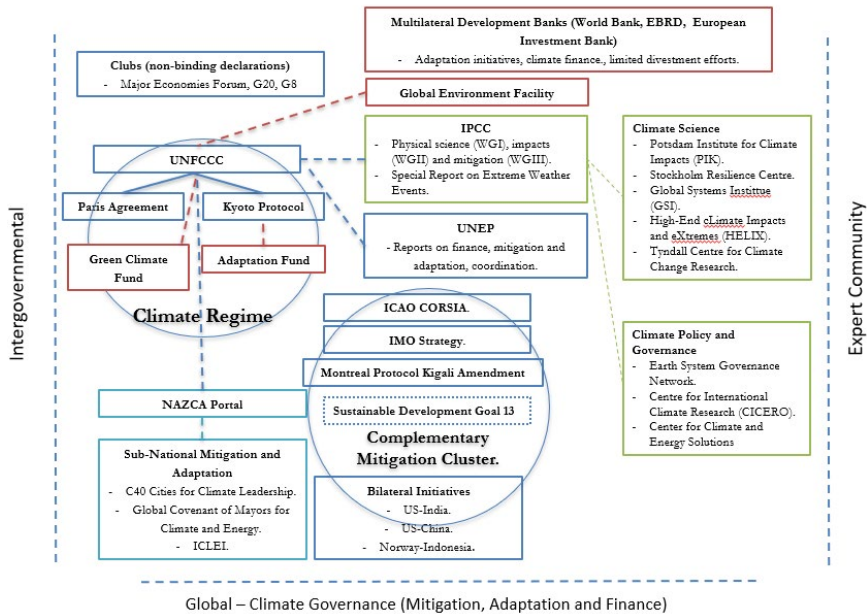 Multilateral Development Banks (World Bank, EBRD, European
Investment Bank)
- Adaptation initiatives, climate finance., limited divestment efforts.
Clubs (non-binding declarations)
- Major Economies Forum, G20, G8
Global Environment Facility
IPCC
- Physical science (WGI), impacts
(WGII) and mitigation (WGIII).
- Special Report on Extreme Weather
Events.
Climate Science
- Potsdam Institute for Climate
Impacts (PIK).
- Stockholm Resilience Centre.
- Global Systems Instittue
(GSI).
- High-End cLimate Impacts
and eXtremes (HELIX).
- Tyndall Centre for Climate
Change Research.
UNFCCC
Paris Agreement
Kyoto Protocol
UNEP
- Reports on finance, mitigation and
adaptation, coordination.
Green Climate
Fund
Adaptation Fund
Climate Regime
Intergovernmental
Expert Community
ICAO CORSIA.
IMO Strategy.
Montreal Protocol Kigali Amendment
Sustainable Development Goal 13
Complementary
Mitigation Cluster.
Climate Policy and
Governance
- Earth System Governance
Network.
- Centre for International
Climate Research (CICERO).
- Center for Climate and
Energy Solutions
NAZCA Portal
Sub-National Mitigation and
Adaptation
- C40 Cities for Climate Leadership.
- Global Covenant of Mayors for
Climate and Energy.
- ICLEI.
Bilateral Initiatives
- US-India.
- US-China.
- Norway-Indonesia.
Global – Climate Governance (Mitigation, Adaptation and Finance)